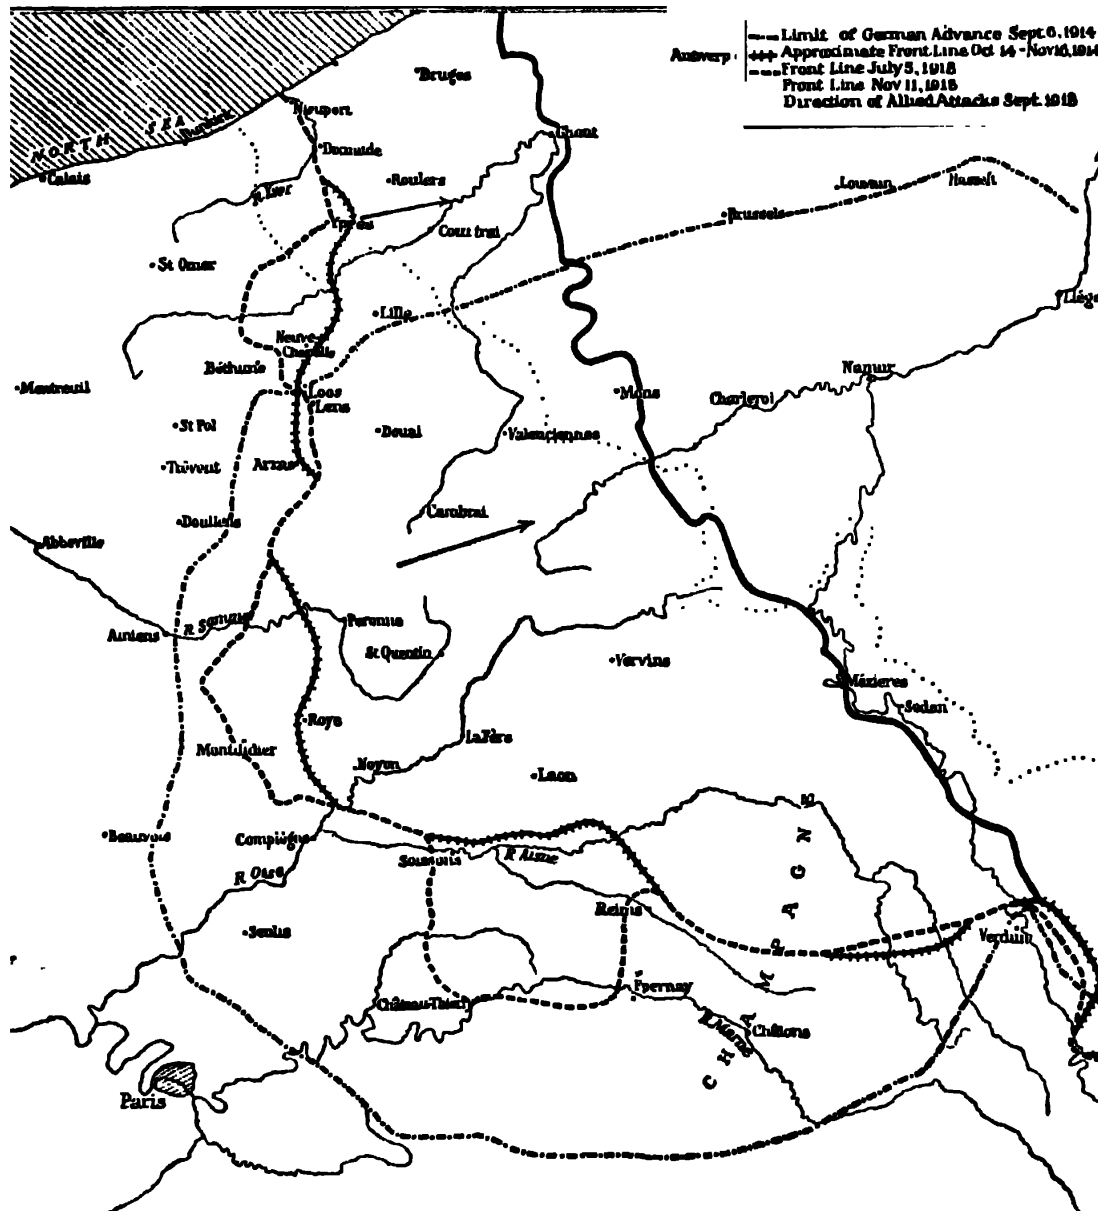 Limit of German Advance Sept 6, 1914
Antwerp
Approximate Front Line Oct 14 - Nov 16, 1914
Front Line July 5, 1918
Front Line Nov 11, 1918
Direction of Allied Attacks Sept. 1918
Bruges
Nieuport
NORTH SEA
Ghent
Dixmude
Calais
Roulers
Louvain
Hasselt
R Yser
Brussels
Ypres
Courtrai
St Omer
Liége
Lille
Neuve-
Chapelle
Béthune
Namur
Montreuil
Loos
Mons
Charleroi
Lens
St Pol
Douai
Valenciennes
Arras
Cambrai
Doullens
Abbeville
R Somme
Peronne
Amiens
St Quentin
Vervins
Mézieres
Sedan
Roye
Montdidier
La Fère
Noyon
Laon
Beauvais
Compiègne
Soissons
R Aisne
R Oise
Reims
Senlis
Verdun
Château-Thierry
Epernay
R Marne
Châlons
CHAMPAGNE
Paris